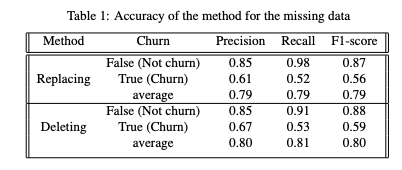 Table 1: Accuracy of the method for the missing data
Method Churn Precision Recall F1-score
False (Not churn) 0.85 0.98 0.87
Replacing True (Churn) 0.61 0.52 0.56
average 0.79 0.79 0.79
False (Not churn) 0.85 0.91 0.88
Deleting True (Churn) 0.67 0.53 0.59
average 0.80 0.81 0.80